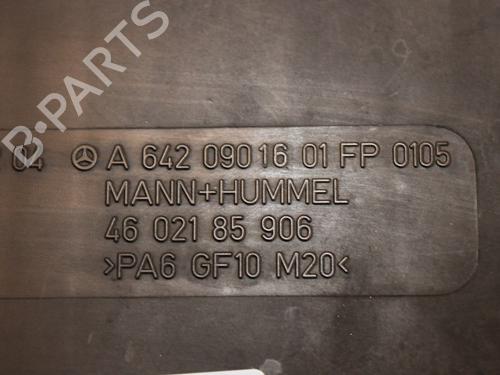 B-PARTS
04 A 642 090 16 01 FP 0105
MANN+HUMMEL
46 021 85 906
>PA6 GF10 M20<